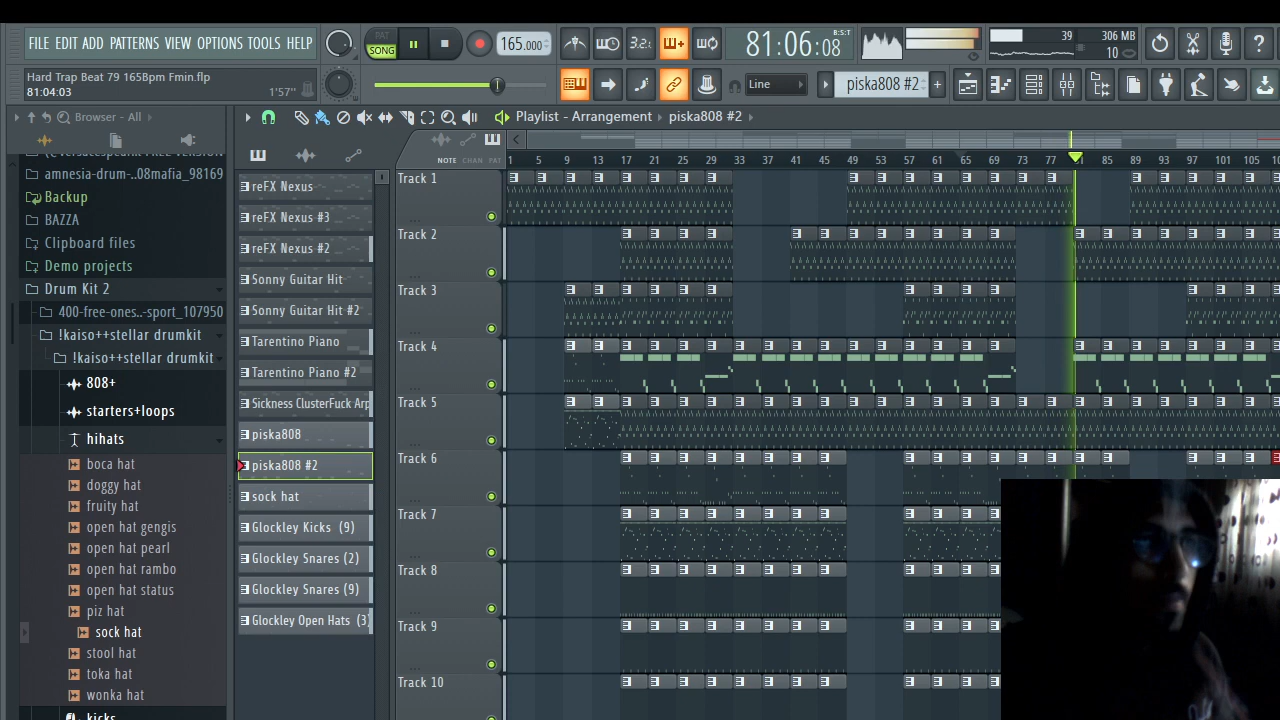 FILE EDIT ADD PATTERNS VIEW OPTIONS TOOLS HELP
PAT
SONG
165.000
3.2.
81:06:08
B:S:T
39
306 MB
10
Hard Trap Beat 79 165Bpm Fmin.flp
81:04:03
1'57"
Line
piska808 #2
Browser - All
Playlist - Arrangement
piska808 #2
NOTE CHAN PAT
1 5 9 13 17 21 25 29 33 37 41 45 49 53 57 61 65 69 73 77 81 85 89 93 97 101 105
amnesia-drum-..08mafia_98169
Backup
BAZZA
Clipboard files
Demo projects
Drum Kit 2
400-free-ones..-sport_107950
!kaiso++stellar drumkit
!kaiso++stellar drumkit
808+
starters+loops
hihats
boca hat
doggy hat
fruity hat
open hat gengis
open hat pearl
open hat rambo
open hat status
piz hat
sock hat
stool hat
toka hat
wonka hat
kicks
reFX Nexus
reFX Nexus #3
reFX Nexus #2
Sonny Guitar Hit
Sonny Guitar Hit #2
Tarentino Piano
Tarentino Piano #2
Sickness ClusterFuck Arp
piska808
piska808 #2
sock hat
Glockley Kicks (9)
Glockley Snares (2)
Glockley Snares (9)
Glockley Open Hats (3)
Track 1
Track 2
Track 3
Track 4
Track 5
Track 6
Track 7
Track 8
Track 9
Track 10